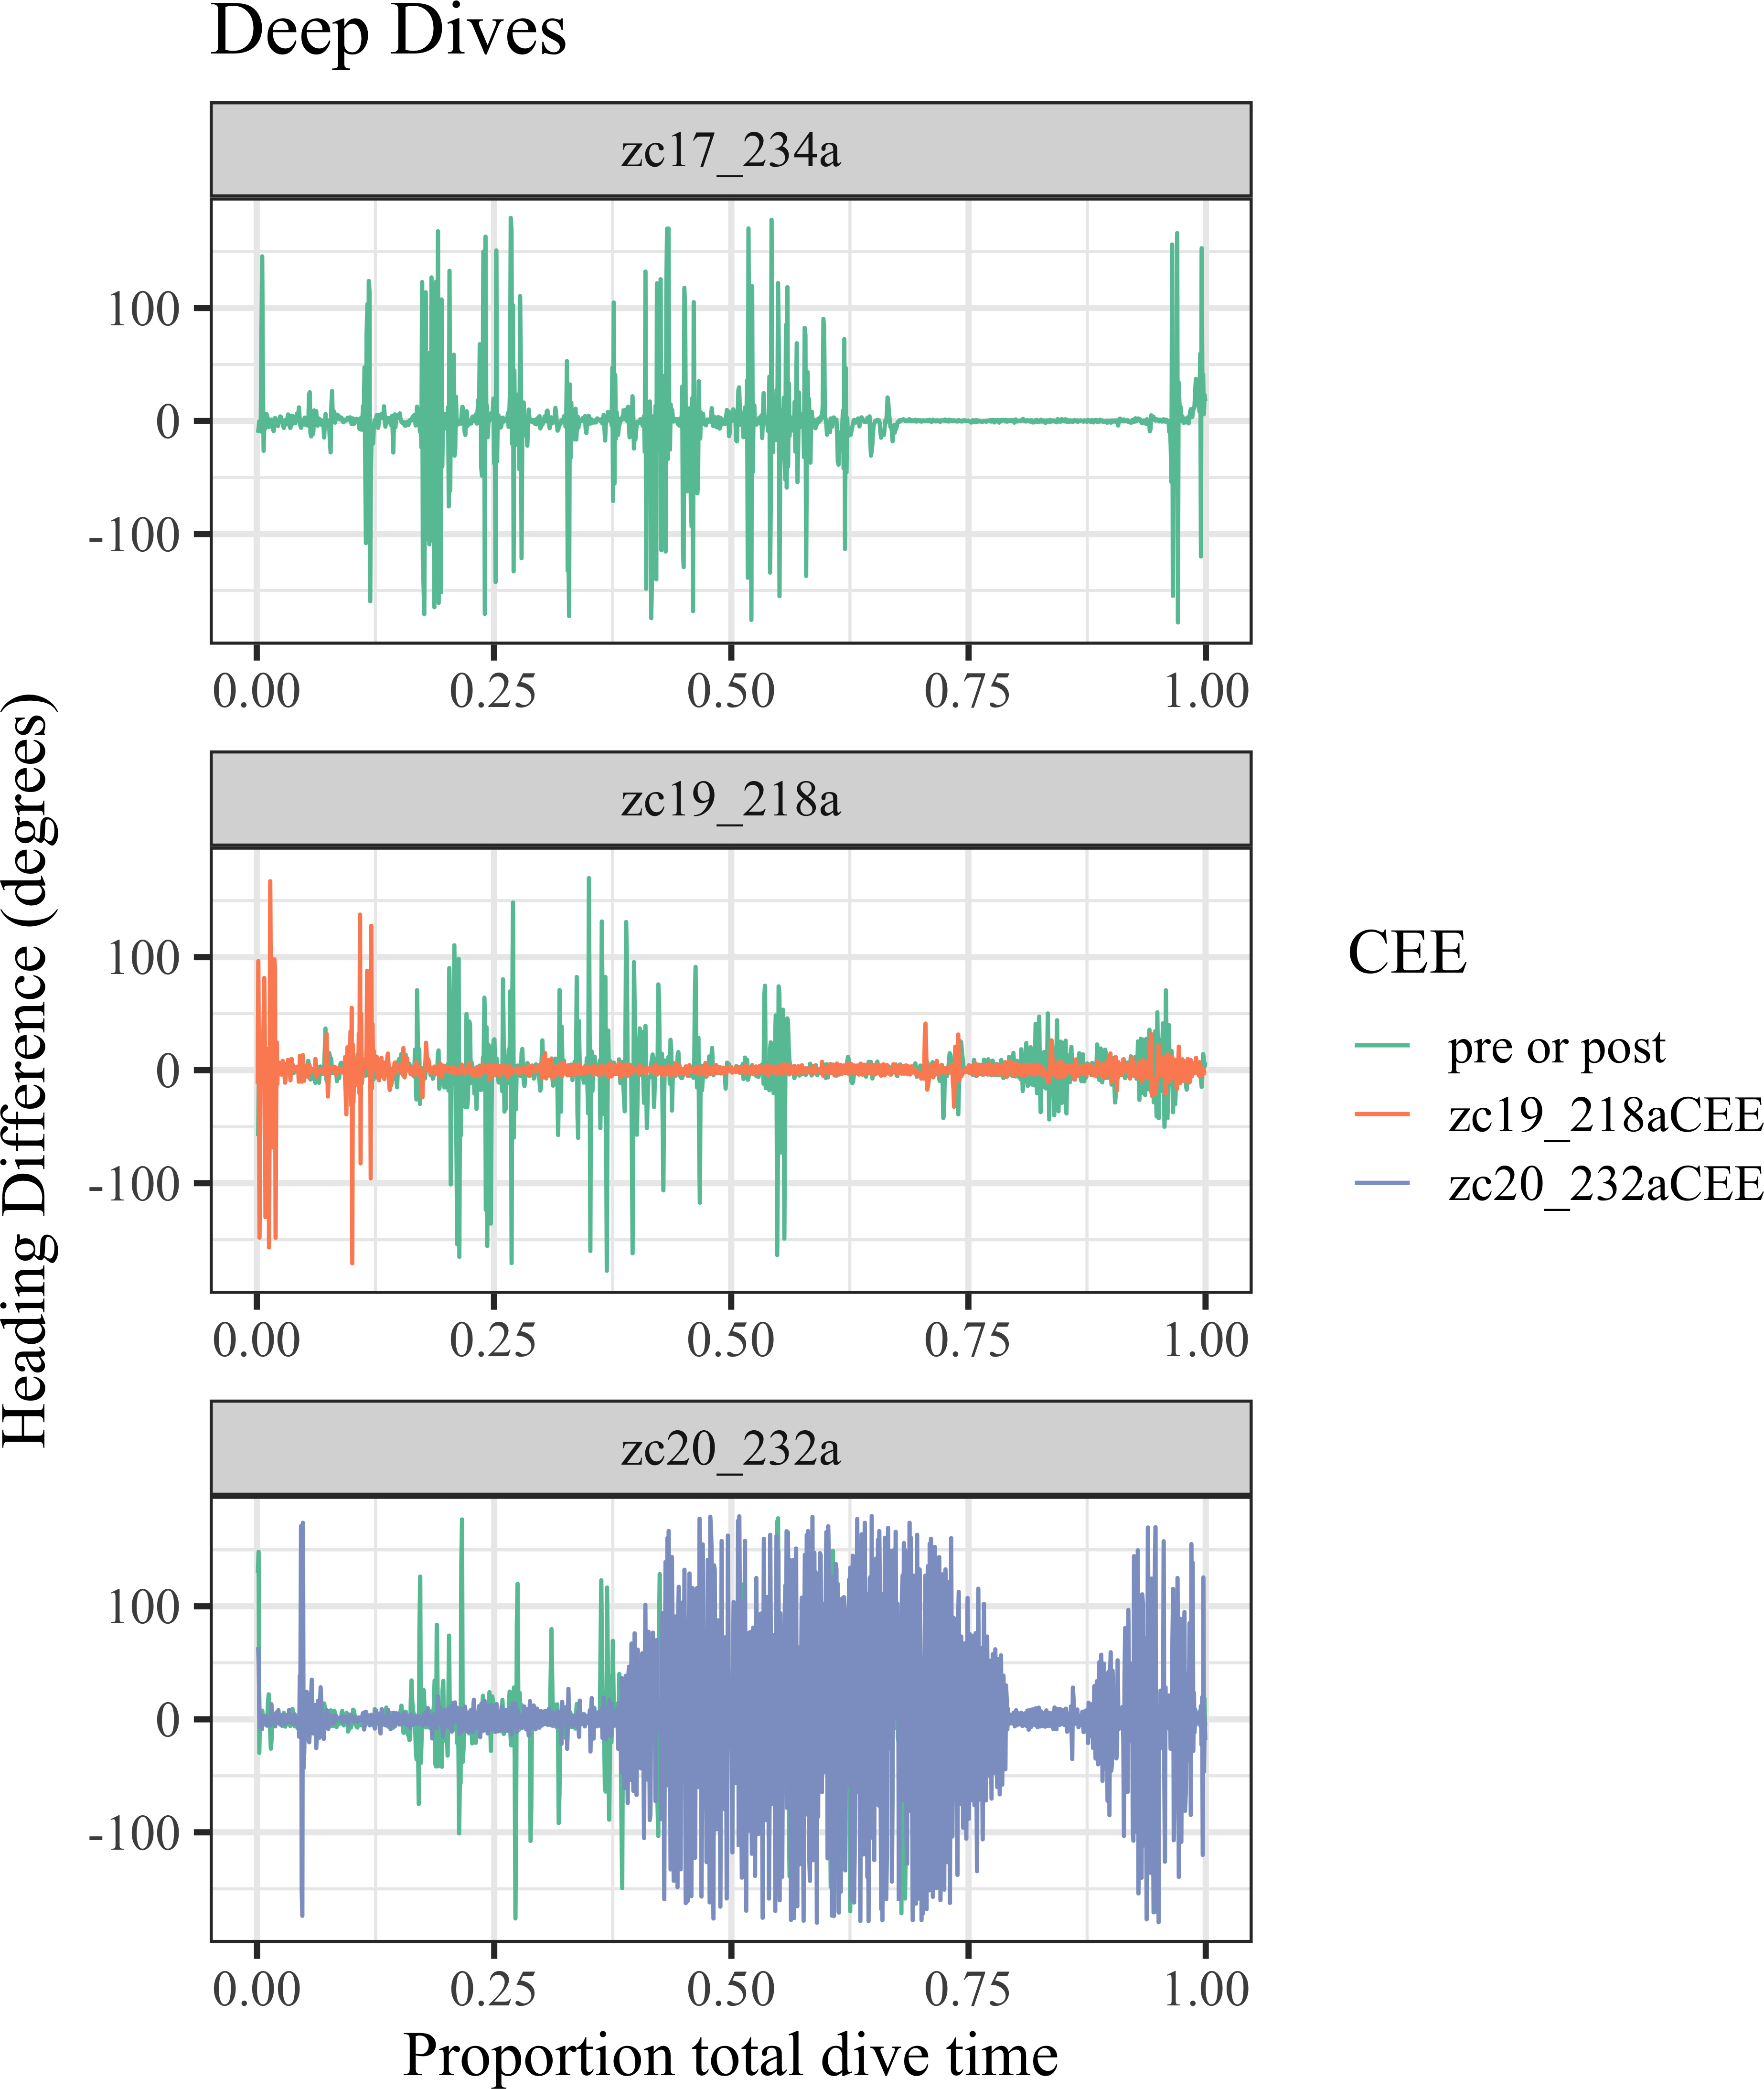 Deep Dives
zc17_234a
100
0
-100
0.00 0.25 0.50 0.75 1.00
zc19_218a
100
0
-100
0.00 0.25 0.50 0.75 1.00
zc20_232a
100
0
-100
0.00 0.25 0.50 0.75 1.00
Proportion total dive time
Heading Difference (degrees)
CEE
pre or post
zc19_218aCEE
zc20_232aCEE